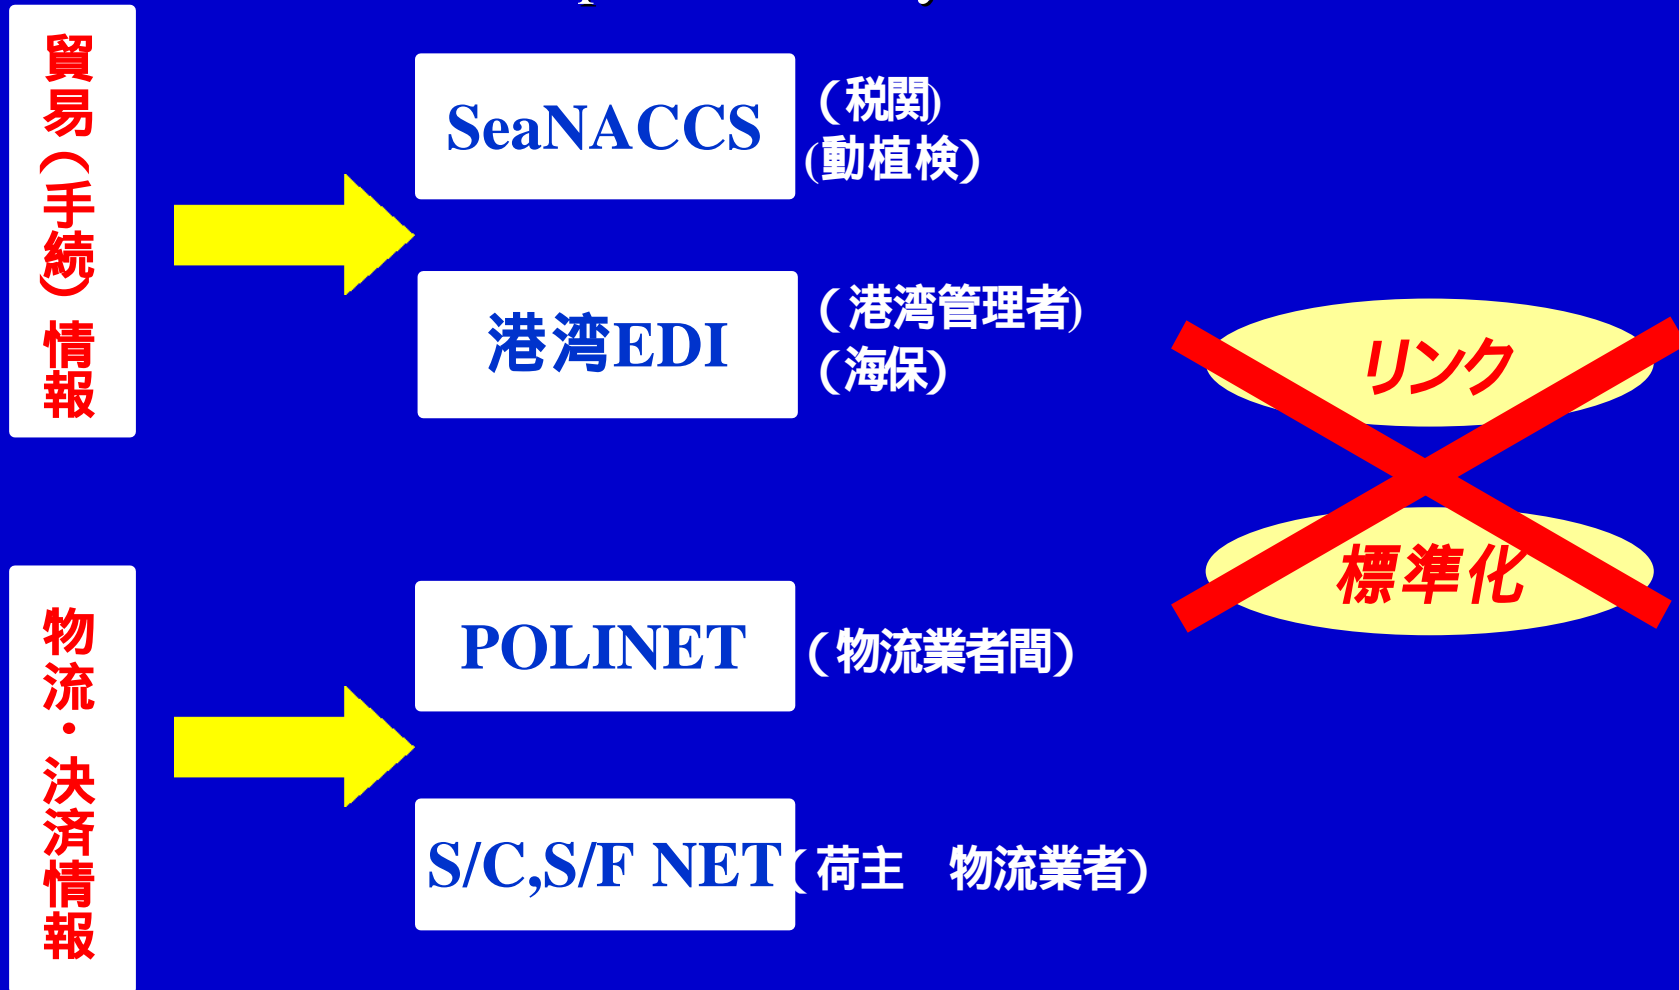 貿易（手続）情報
SeaNACCS
（税関)
(動植検）
港湾EDI
（港湾管理者)
（海保）
リンク
標準化
物流・決済情報
POLINET
（物流業者間）
S/C,S/F NET
（荷主　物流業者）